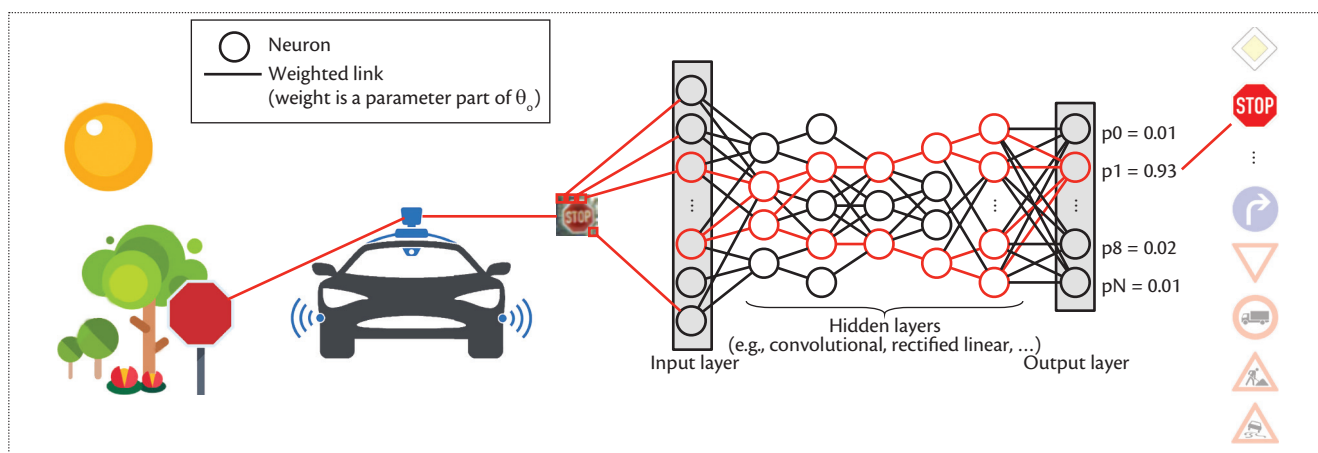 Neuron
Weighted link
(weight is a parameter part of θo)
STOP
STOP
p0 = 0.01
p1 = 0.93
p8 = 0.02
pN = 0.01
Hidden layers
(e.g., convolutional, rectified linear, …)
Input layer
Output layer